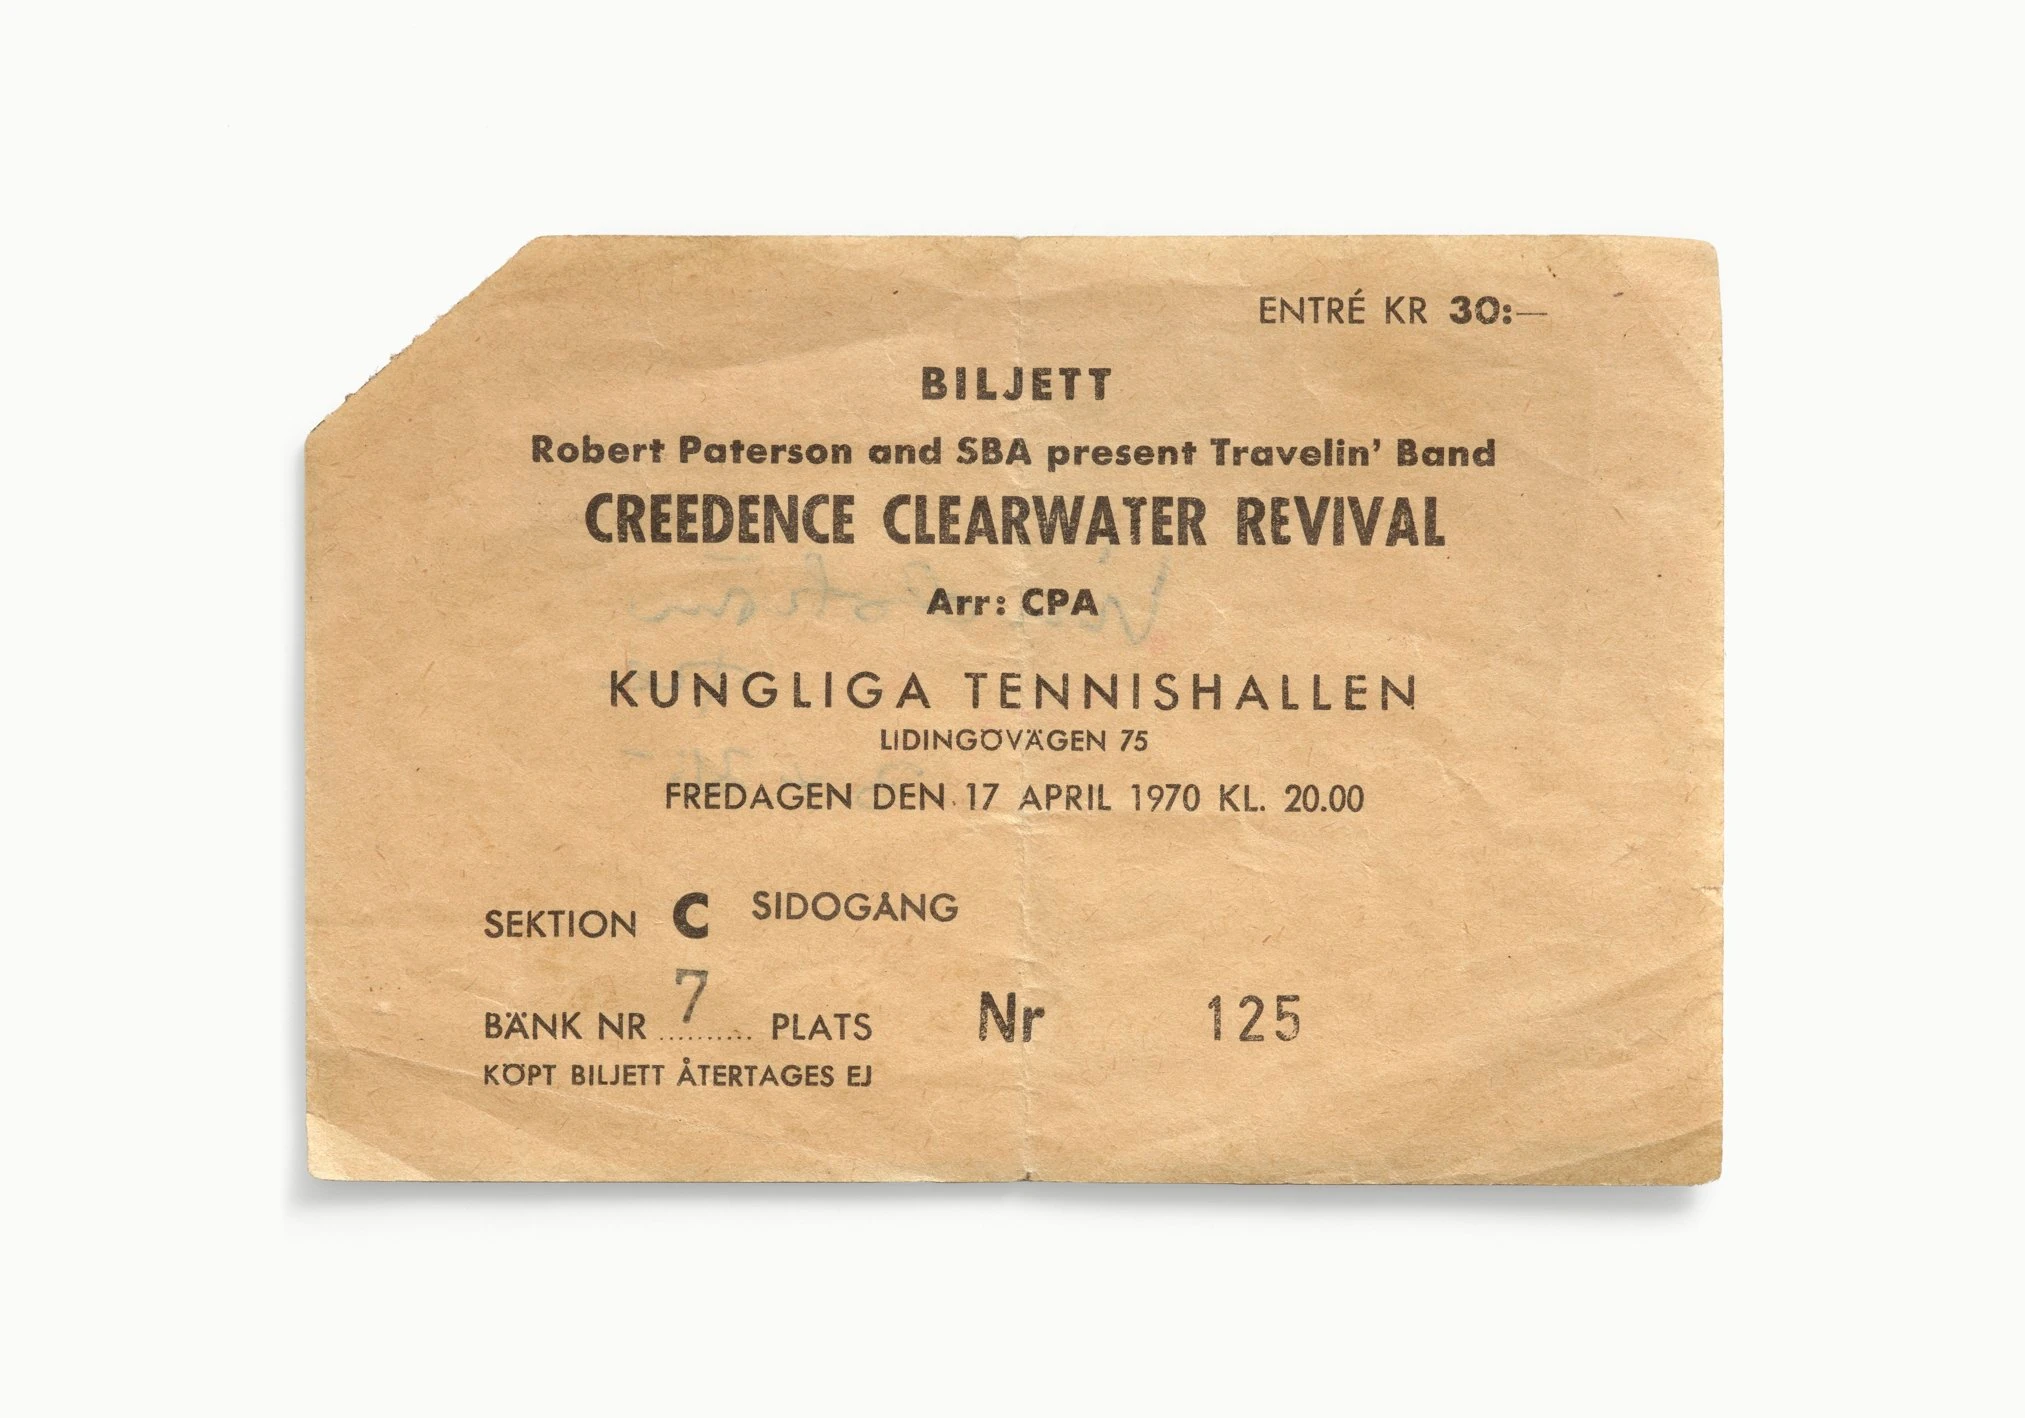 ENTRÉ KR 30:—
BILJETT
Robert Paterson and SBA present Travelin’ Band
CREEDENCE CLEARWATER REVIVAL
Arr: CPA
KUNGLIGA TENNISHALLEN
LIDINGÖVÄGEN 75
FREDAGEN DEN 17 APRIL 1970 KL. 20.00
SEKTION C SIDOGÅNG
BÄNK NR 7 PLATS Nr 125
KÖPT BILJETT ÅTERTAGES EJ